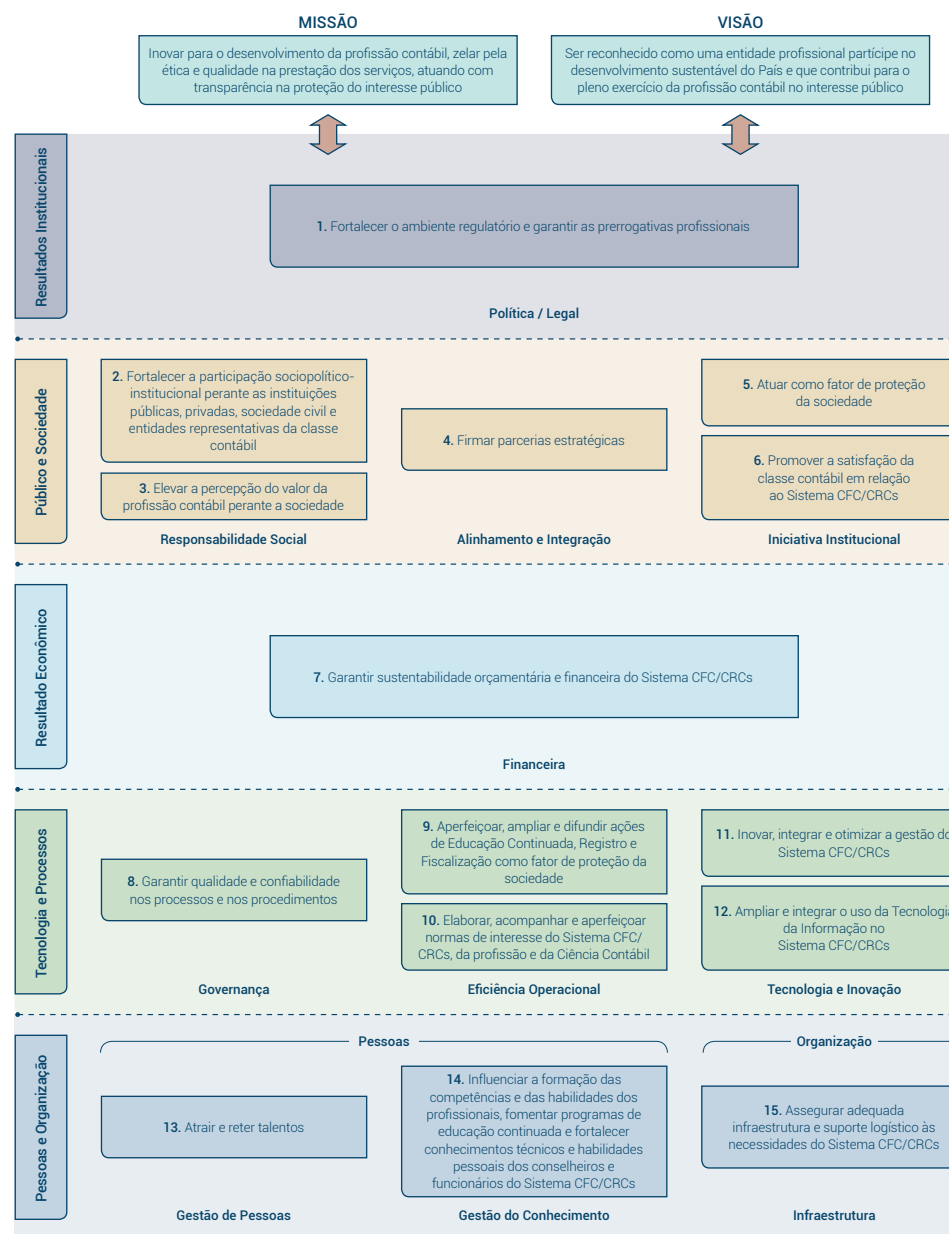 MISSÃO
Inovar para o desenvolvimento da profissão contábil, zelar pela
ética e qualidade na prestação dos serviços, atuando com
transparência na proteção do interesse público
VISÃO
Ser reconhecido como uma entidade profissional partícipe no
desenvolvimento sustentável do País e que contribui para o
pleno exercício da profissão contábil no interesse público
Resultados Institucionais
1. Fortalecer o ambiente regulatório e garantir as prerrogativas profissionais
Política / Legal
Público e Sociedade
2. Fortalecer a participação sociopolítico-
institucional perante as instituições
públicas, privadas, sociedade civil e
entidades representativas da classe
contábil
3. Elevar a percepção do valor da
profissão contábil perante a sociedade
Responsabilidade Social
4. Firmar parcerias estratégicas
Alinhamento e Integração
5. Atuar como fator de proteção
da sociedade
6. Promover a satisfação da
classe contábil em relação
ao Sistema CFC/CRCs
Iniciativa Institucional
Resultado Econômico
7. Garantir sustentabilidade orçamentária e financeira do Sistema CFC/CRCs
Financeira
Tecnologia e Processos
8. Garantir qualidade e confiabilidade
nos processos e nos procedimentos
Governança
9. Aperfeiçoar, ampliar e difundir ações
de Educação Continuada, Registro e
Fiscalização como fator de proteção da
sociedade
10. Elaborar, acompanhar e aperfeiçoar
normas de interesse do Sistema CFC/
CRCs, da profissão e da Ciência Contábil
Eficiência Operacional
11. Inovar, integrar e otimizar a gestão do
Sistema CFC/CRCs
12. Ampliar e integrar o uso da Tecnologia
da Informação no
Sistema CFC/CRCs
Tecnologia e Inovação
Pessoas e Organização
Pessoas
13. Atrair e reter talentos
Gestão de Pessoas
14. Influenciar a formação das
competências e das habilidades dos
profissionais, fomentar programas de
educação continuada e fortalecer
conhecimentos técnicos e habilidades
pessoais dos conselheiros e
funcionários do Sistema CFC/CRCs
Gestão do Conhecimento
Organização
15. Assegurar adequada
infraestrutura e suporte logístico às
necessidades do Sistema CFC/CRCs
Infraestrutura